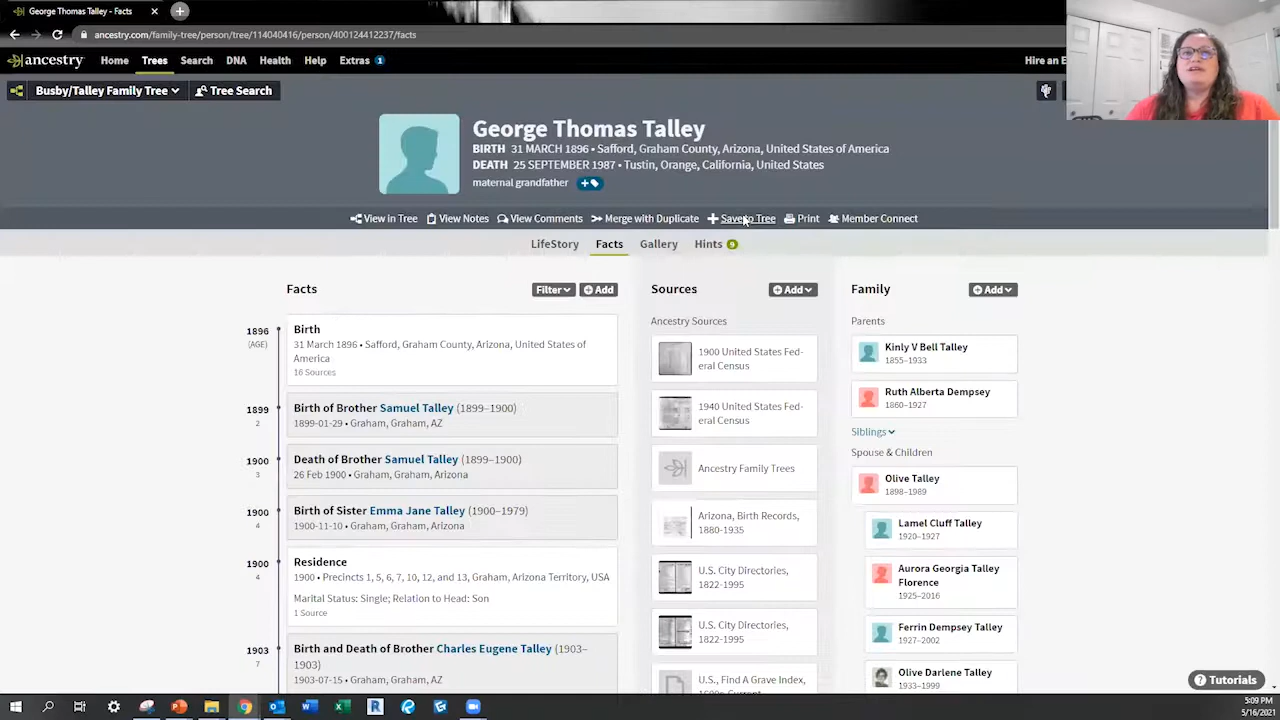 George Thomas Talley - Facts
ancestry.com/family-tree/tree/114040416/person/400124412237/facts
ancestry Home Trees Search DNA Health Help Extras 1 Hire an E
Busby/Talley Family Tree Tree Search
George Thomas Talley
BIRTH 31 MARCH 1896 • Safford, Graham County, Arizona, United States of America
DEATH 25 SEPTEMBER 1987 • Tustin, Orange, California, United States
maternal grandfather
View in Tree View Notes View Comments Merge with Duplicate Save to Tree Print Member Connect
LifeStory Facts Gallery Hints 9
Facts
Filter
Add
1896
(AGE)
Birth
31 March 1896 • Safford, Graham County, Arizona, United States of
America
16 Sources
1899
2
Birth of Brother Samuel Talley (1899–1900)
1899-01-29 • Graham, Graham, AZ
1900
3
Death of Brother Samuel Talley (1899–1900)
26 Feb 1900 • Graham, Graham, Arizona
1900
4
Birth of Sister Emma Jane Talley (1900–1979)
1900-11-10 • Graham, Graham, Arizona
1900
4
Residence
1900 • Precincts 1, 5, 6, 7, 10, 12, and 13, Graham, Arizona Territory, USA
Marital Status: Single; Relation to Head: Son
1 Source
1903
7
Birth and Death of Brother Charles Eugene Talley (1903–
1903)
1903-07-15 • Graham, Graham, AZ
Sources
Add
Ancestry Sources
1900 United States Fed-
eral Census
1940 United States Fed-
eral Census
Ancestry Family Trees
Arizona, Birth Records,
1880-1935
U.S. City Directories,
1822-1995
U.S. City Directories,
1822-1995
U.S., Find A Grave Index,
Family
Add
Parents
Kinly V Bell Talley
1855–1933
Ruth Alberta Dempsey
1860–1927
Siblings
Spouse & Children
Olive Talley
1898–1989
Lamel Cluff Talley
1920–1927
Aurora Georgia Talley
Florence
1925–2016
Ferrin Dempsey Talley
1927–2002
Olive Darlene Talley
1933–1999
Tutorials
5:09 PM
5/16/2021